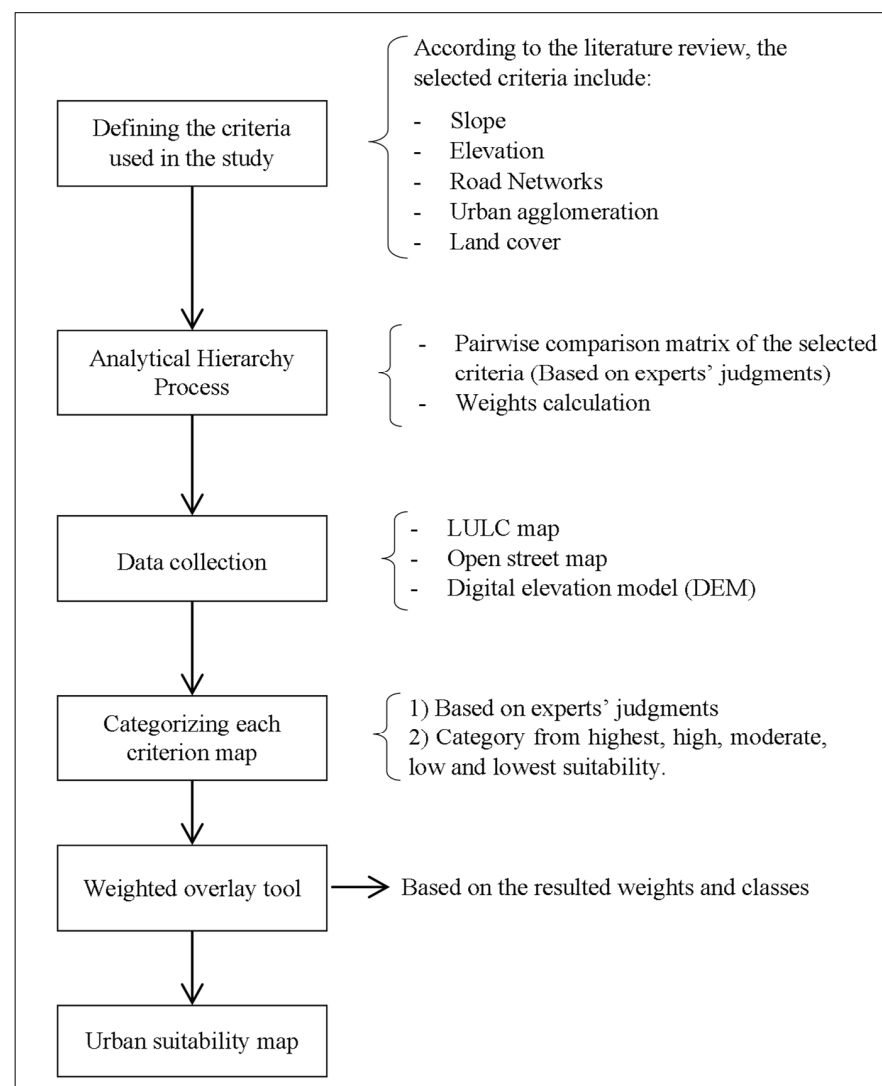 According to the literature review, the
selected criteria include:
- Slope
- Elevation
- Road Networks
- Urban agglomeration
- Land cover
Defining the criteria
used in the study
Analytical Hierarchy
Process
- Pairwise comparison matrix of the selected
criteria (Based on experts’ judgments)
- Weights calculation
Data collection
- LULC map
- Open street map
- Digital elevation model (DEM)
Categorizing each
criterion map
1) Based on experts’ judgments
2) Category from highest, high, moderate,
low and lowest suitability.
Weighted overlay tool
Based on the resulted weights and classes
Urban suitability map